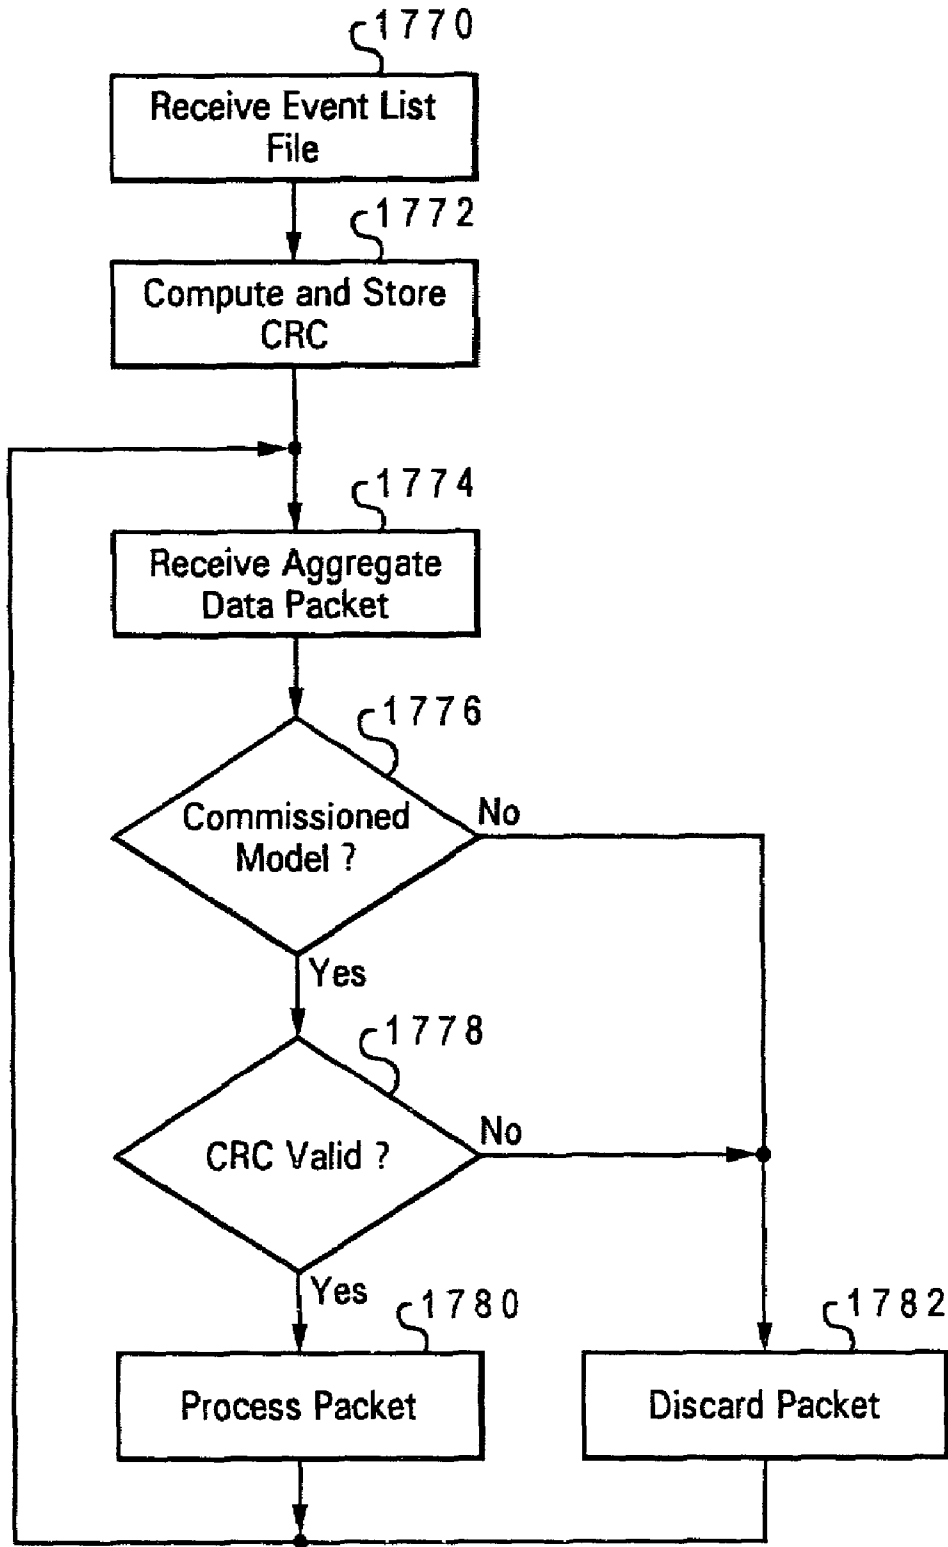 1770
Receive Event List
File
1772
Compute and Store
CRC
1774
Receive Aggregate
Data Packet
1776
Commissioned
Model ?
No
Yes
1778
CRC Valid ?
No
Yes
1780
Process Packet
1782
Discard Packet